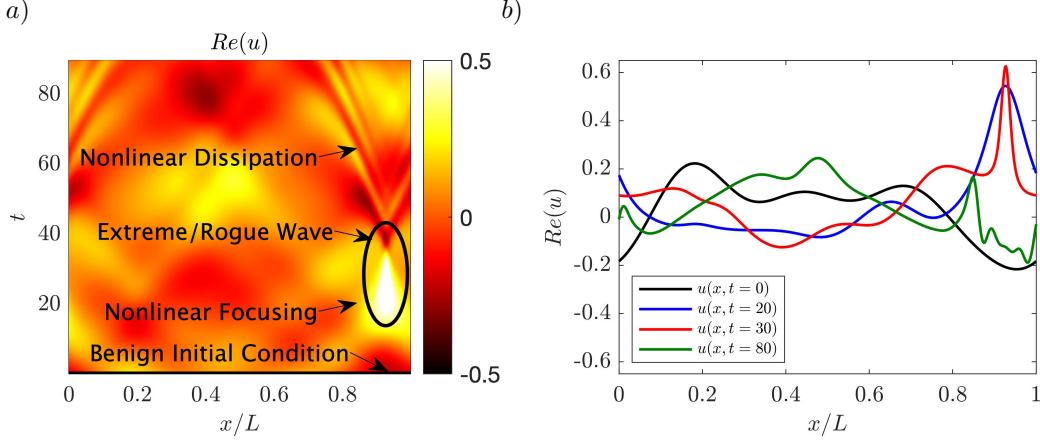 a)
Re(u)
80
60
40
20
t
Nonlinear Dissipation
Extreme/Rogue Wave
Nonlinear Focusing
Benign Initial Condition
0 0.2 0.4 0.6 0.8
x/L
0.5
0
-0.5
b)
0.6
0.4
0.2
0
-0.2
-0.4
-0.6
Re(u)
u(x, t = 0)
u(x, t = 20)
u(x, t = 30)
u(x, t = 80)
0 0.2 0.4 0.6 0.8 1
x/L